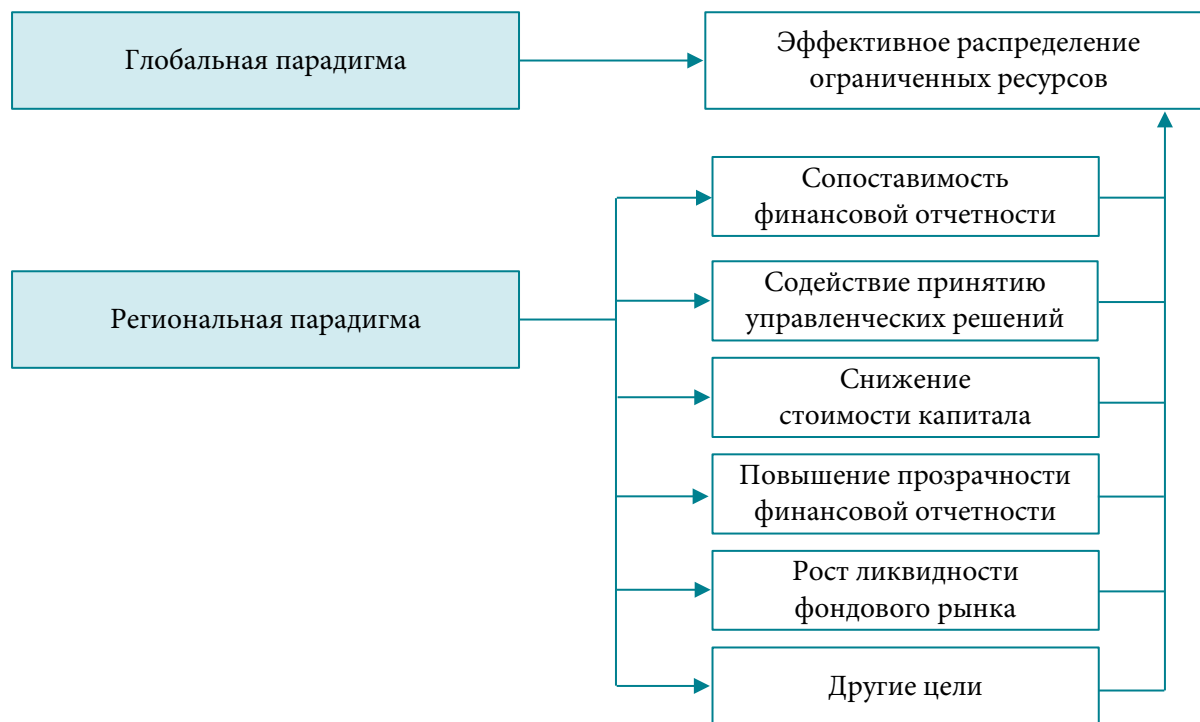 Глобальная парадигма
Эффективное распределение
ограниченных ресурсов
Сопоставимость
финансовой отчетности
Региональная парадигма
Содействие принятию
управленческих решений
Снижение
стоимости капитала
Повышение прозрачности
финансовой отчетности
Рост ликвидности
фондового рынка
Другие цели